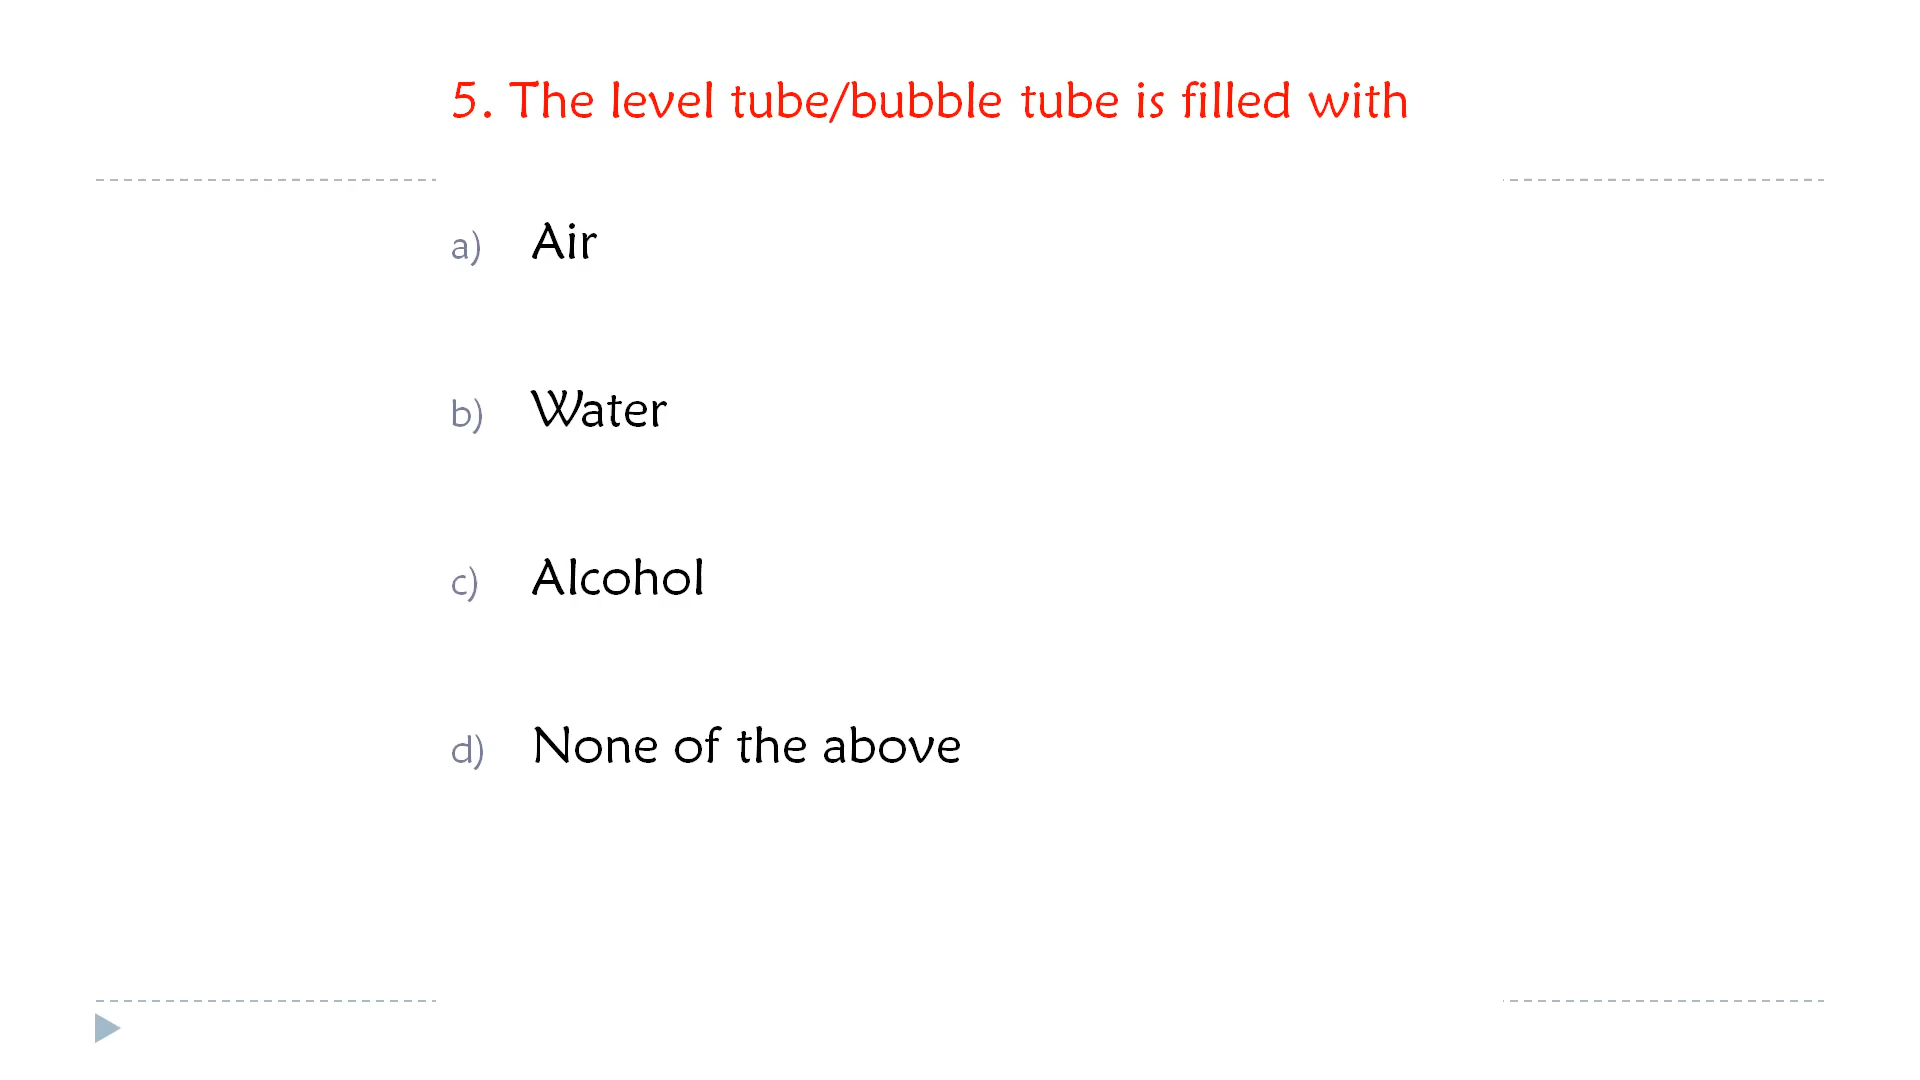 5. The level tube/bubble tube is filled with
a) Air
b) Water
c) Alcohol
d) None of the above